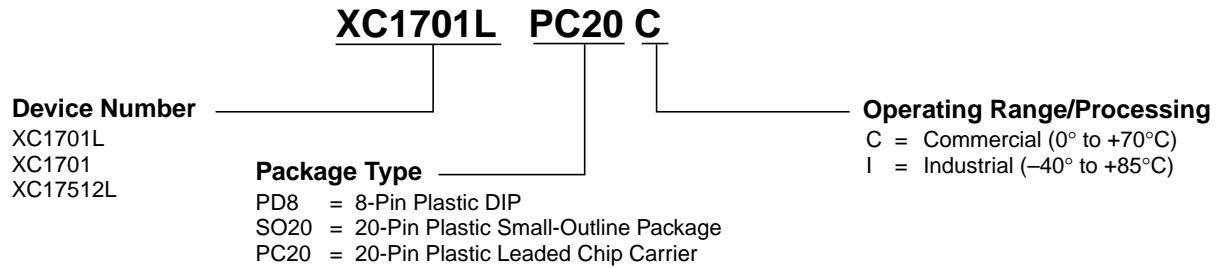 XC1701L PC20 C
Device Number
XC1701L
XC1701
XC17512L
Package Type
PD8 = 8-Pin Plastic DIP
SO20 = 20-Pin Plastic Small-Outline Package
PC20 = 20-Pin Plastic Leaded Chip Carrier
Operating Range/Processing
C = Commercial (0° to +70°C)
I = Industrial (–40° to +85°C)